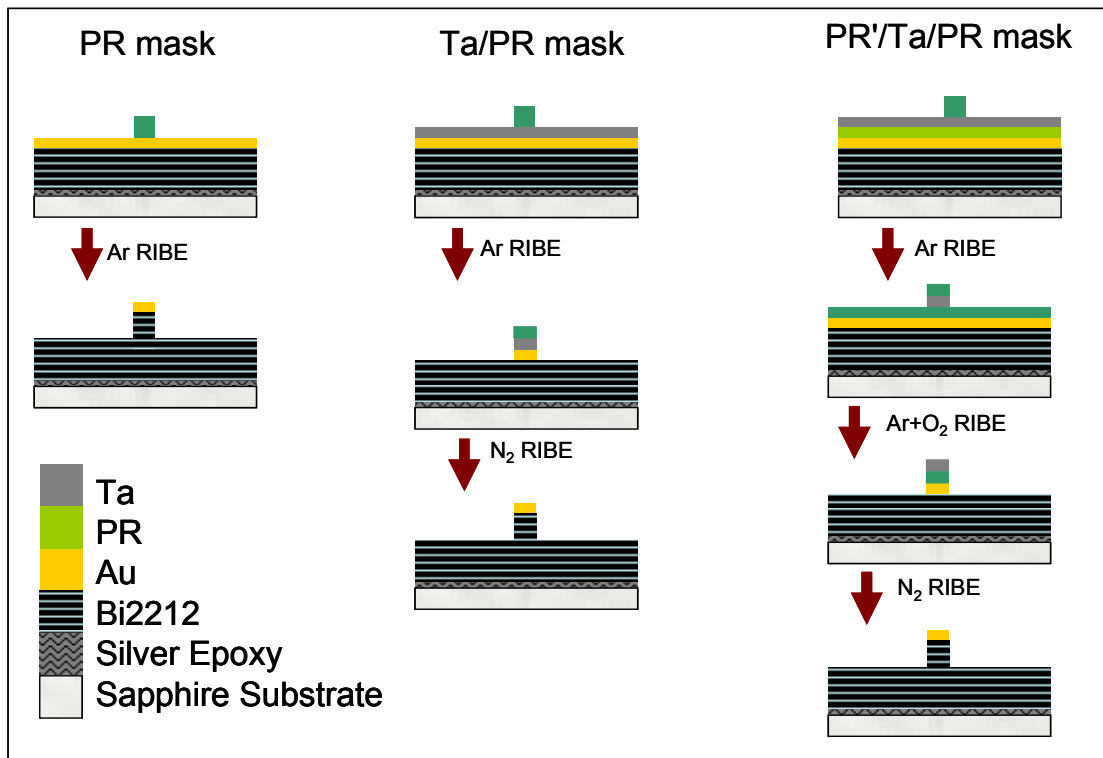 PR mask
Ta/PR mask
PR'/Ta/PR mask
Ar RIBE
Ar RIBE
Ar RIBE
N2 RIBE
Ar+O2 RIBE
N2 RIBE
Ta
PR
Au
Bi2212
Silver Epoxy
Sapphire Substrate